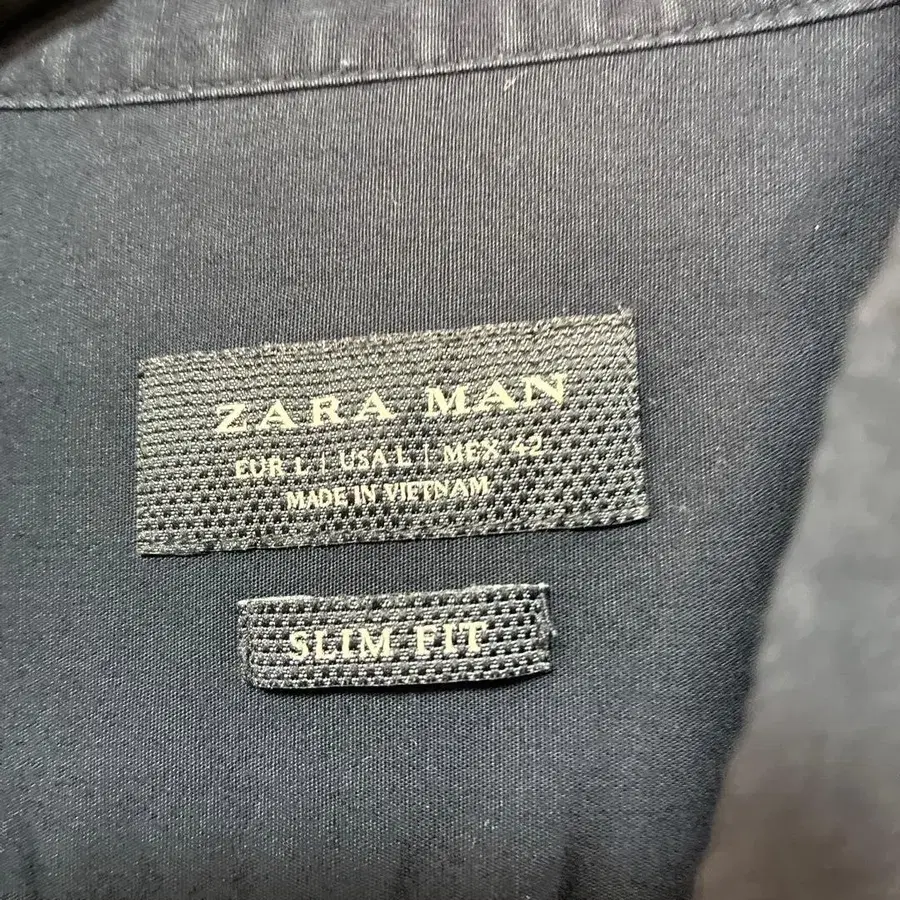 ZARA MAN
EUR L | USA L | MEX 42
MADE IN VIETNAM
SLIM FIT